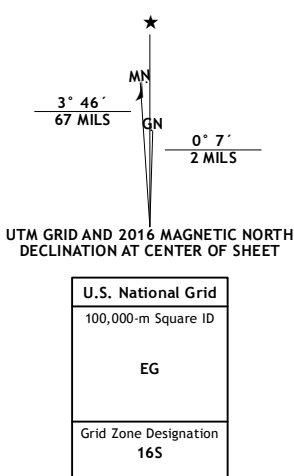 MN
3° 46´
67 MILS
GN
0° 7´
2 MILS
UTM GRID AND 2016 MAGNETIC NORTH
DECLINATION AT CENTER OF SHEET
U.S. National Grid
100,000-m Square ID
EG
Grid Zone Designation
16S